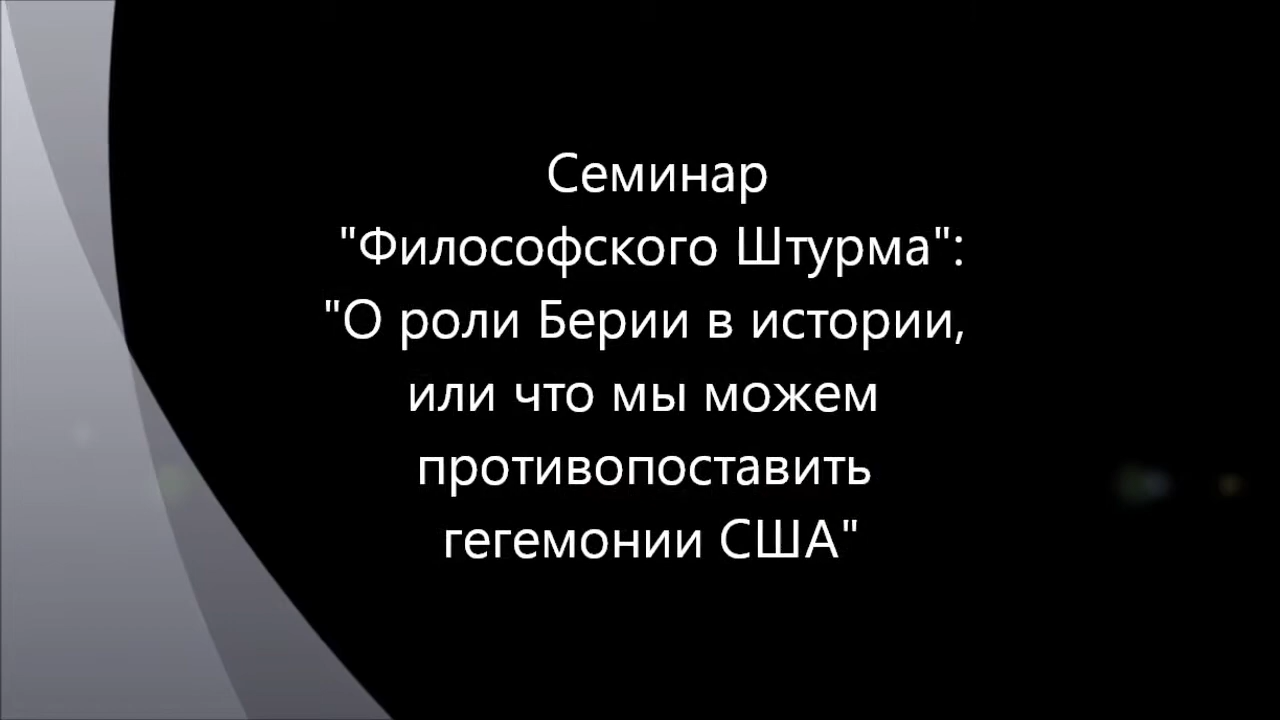 Семинар
"Философского Штурма":
"О роли Берии в истории,
или что мы можем
противопоставить
гегемонии США"